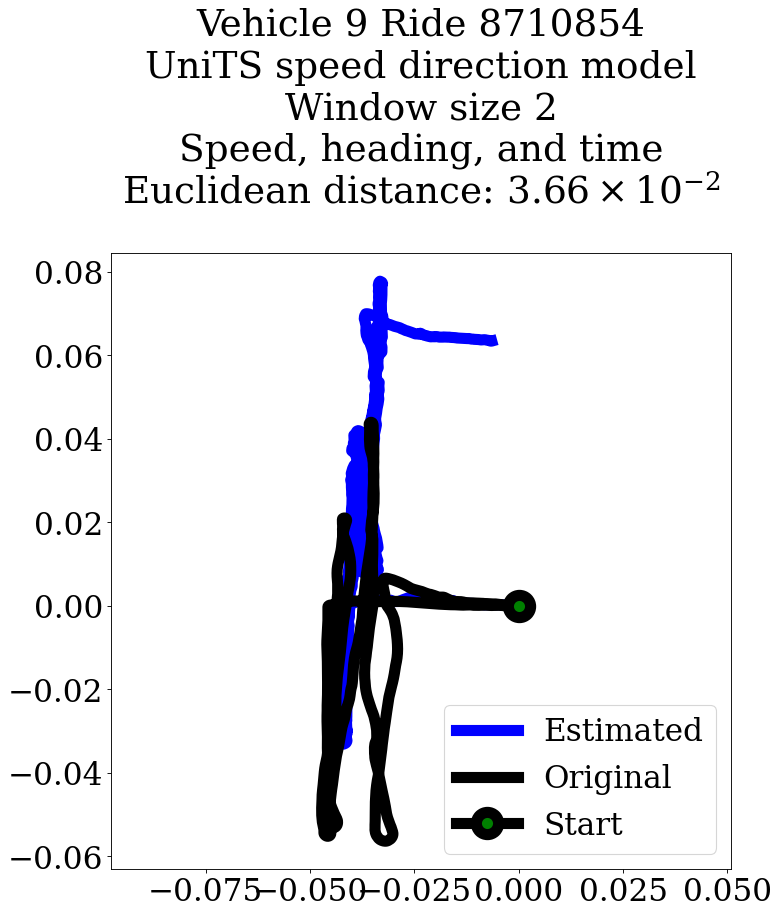 Vehicle 9 Ride 8710854
UniTS speed direction model
Window size 2
Speed, heading, and time
Euclidean distance: 3.66 × 10⁻²
0.08
0.06
0.04
0.02
0.00
−0.02
−0.04
−0.06
Estimated
Original
Start
−0.075 −0.050 −0.025 0.000 0.025 0.050